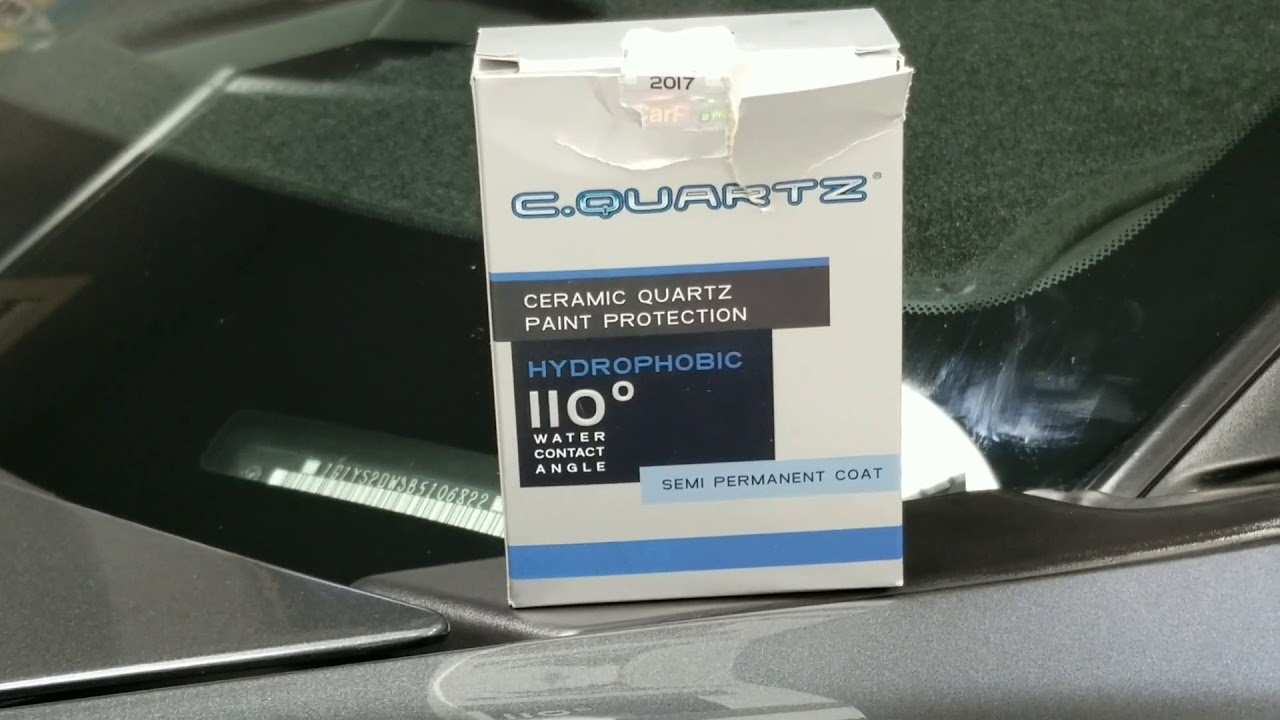 2017
C.QUARTZ®
CERAMIC QUARTZ
PAINT PROTECTION
HYDROPHOBIC
110°
WATER
CONTACT
ANGLE
SEMI PERMANENT COAT